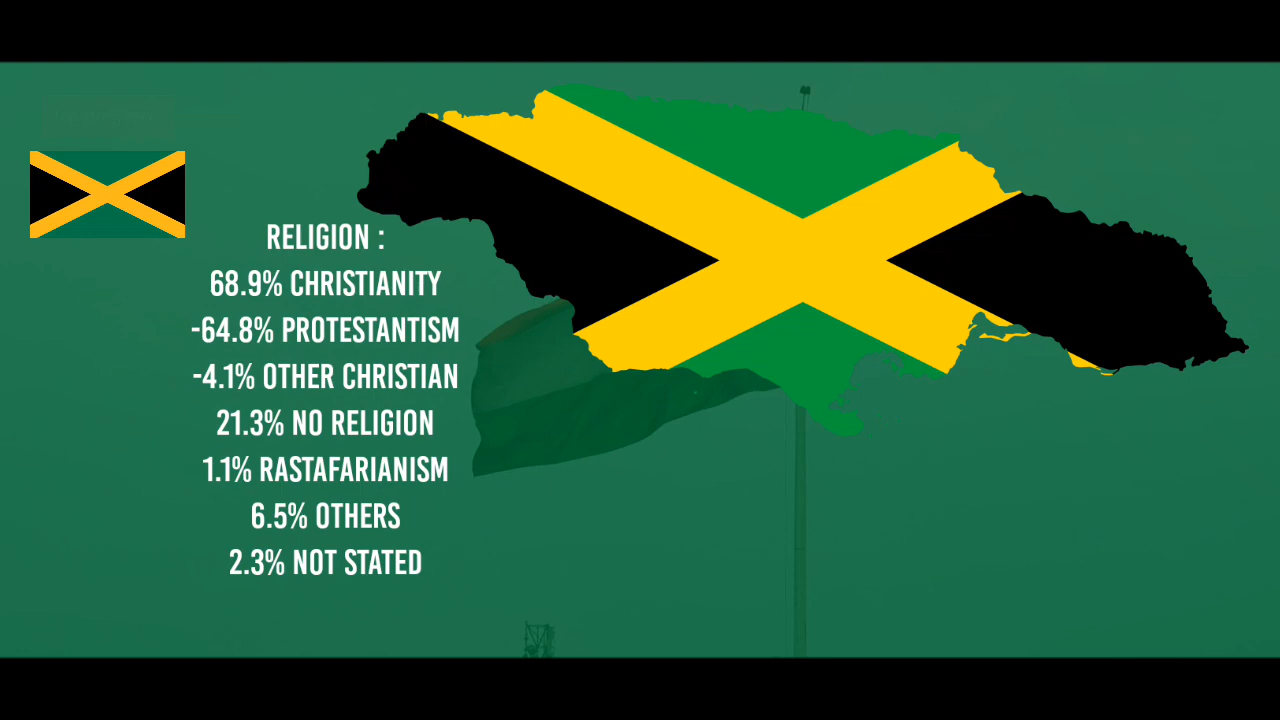 RELIGION :
68.9% CHRISTIANITY
-64.8% PROTESTANTISM
-4.1% OTHER CHRISTIAN
21.3% NO RELIGION
1.1% RASTAFARIANISM
6.5% OTHERS
2.3% NOT STATED